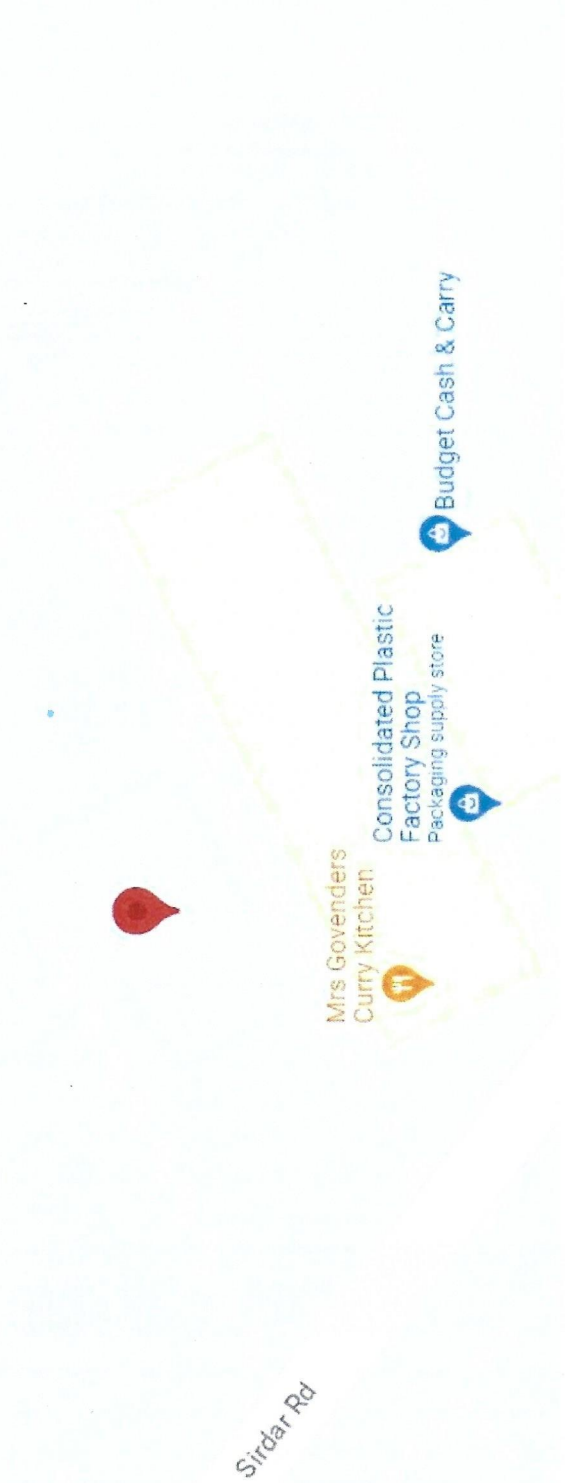 Mrs Govenders
Curry Kitchen
Consolidated Plastic
Factory Shop
Packaging supply store
Budget Cash & Carry
Sirdar Rd